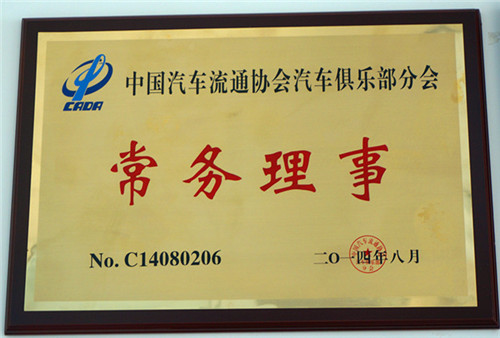 中国汽车流通协会汽车俱乐部分会
CADA
常务理事
No. C14080206
二〇一四年八月